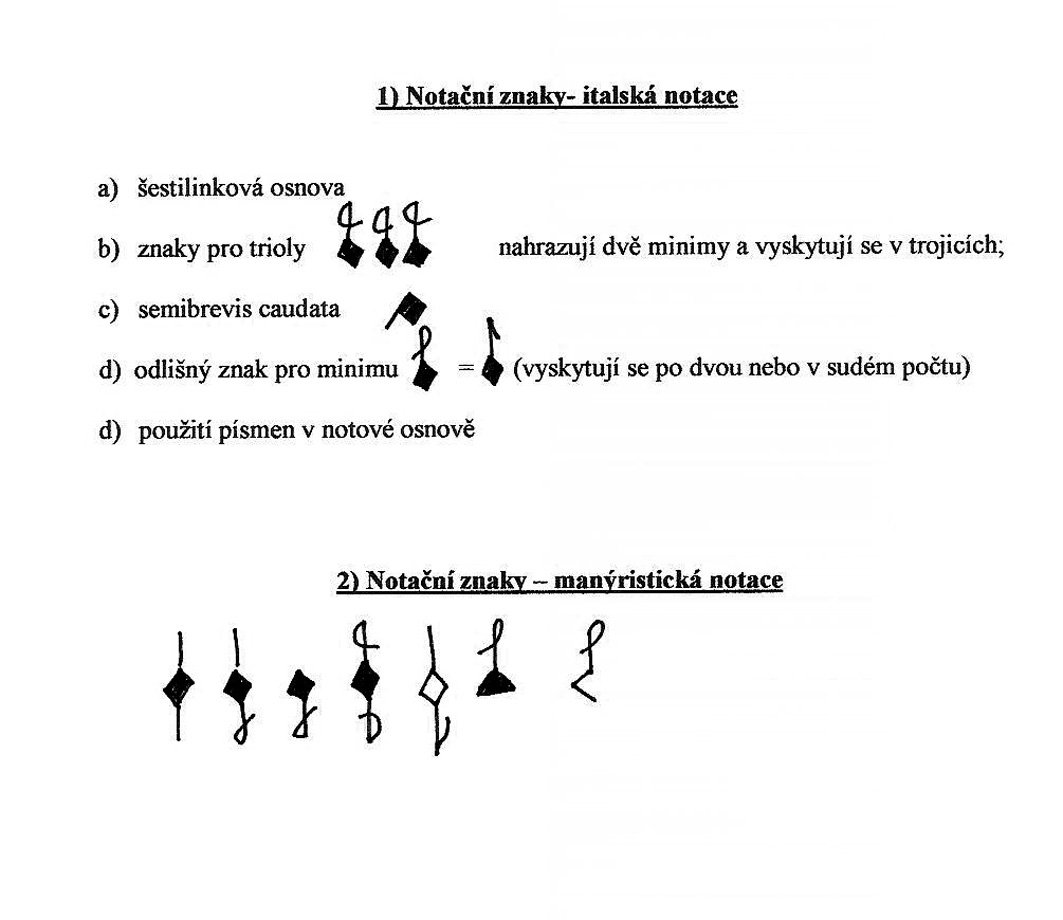 1) Notační znaky- italská notace
a) šestilinková osnova
b) znaky pro trioly nahrazují dvě minimy a vyskytují se v trojicích;
c) semibrevis caudata
d) odlišný znak pro minimu = (vyskytují se po dvou nebo v sudém počtu)
d) použití písmen v notové osnově
2) Notační znaky – manýristická notace